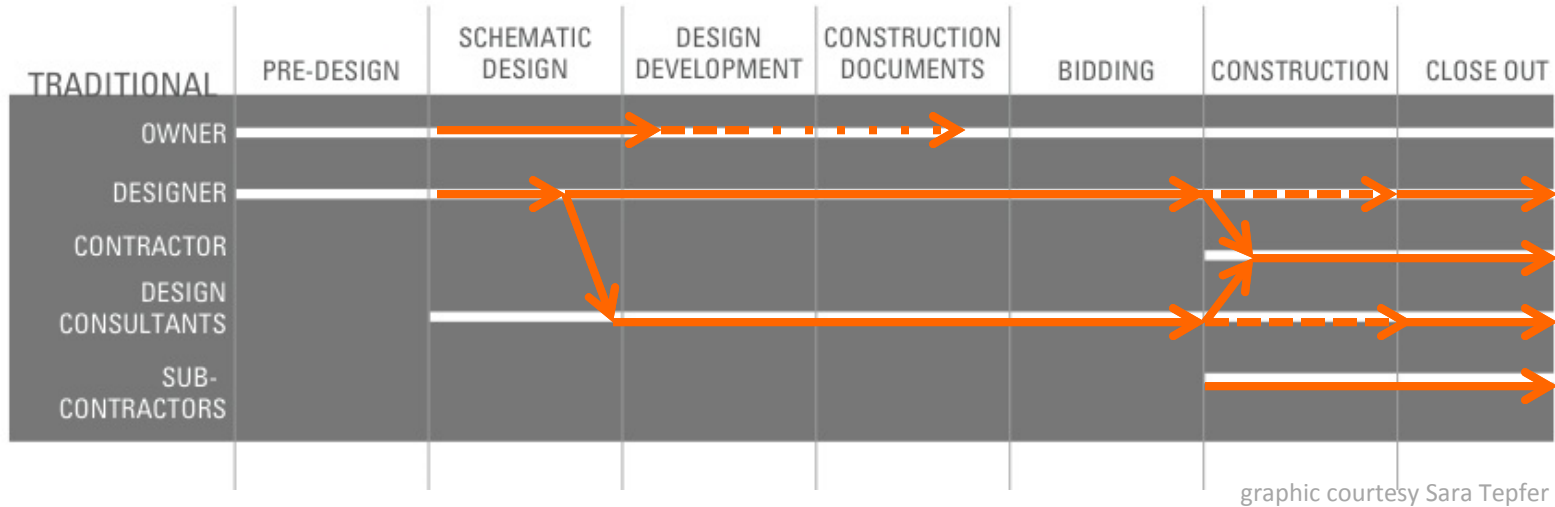 TRADITIONAL
PRE-DESIGN
SCHEMATIC
DESIGN
DESIGN
DEVELOPMENT
CONSTRUCTION
DOCUMENTS
BIDDING
CONSTRUCTION
CLOSE OUT
OWNER
DESIGNER
CONTRACTOR
DESIGN
CONSULTANTS
SUB-
CONTRACTORS
graphic courtesy Sara Tepfer